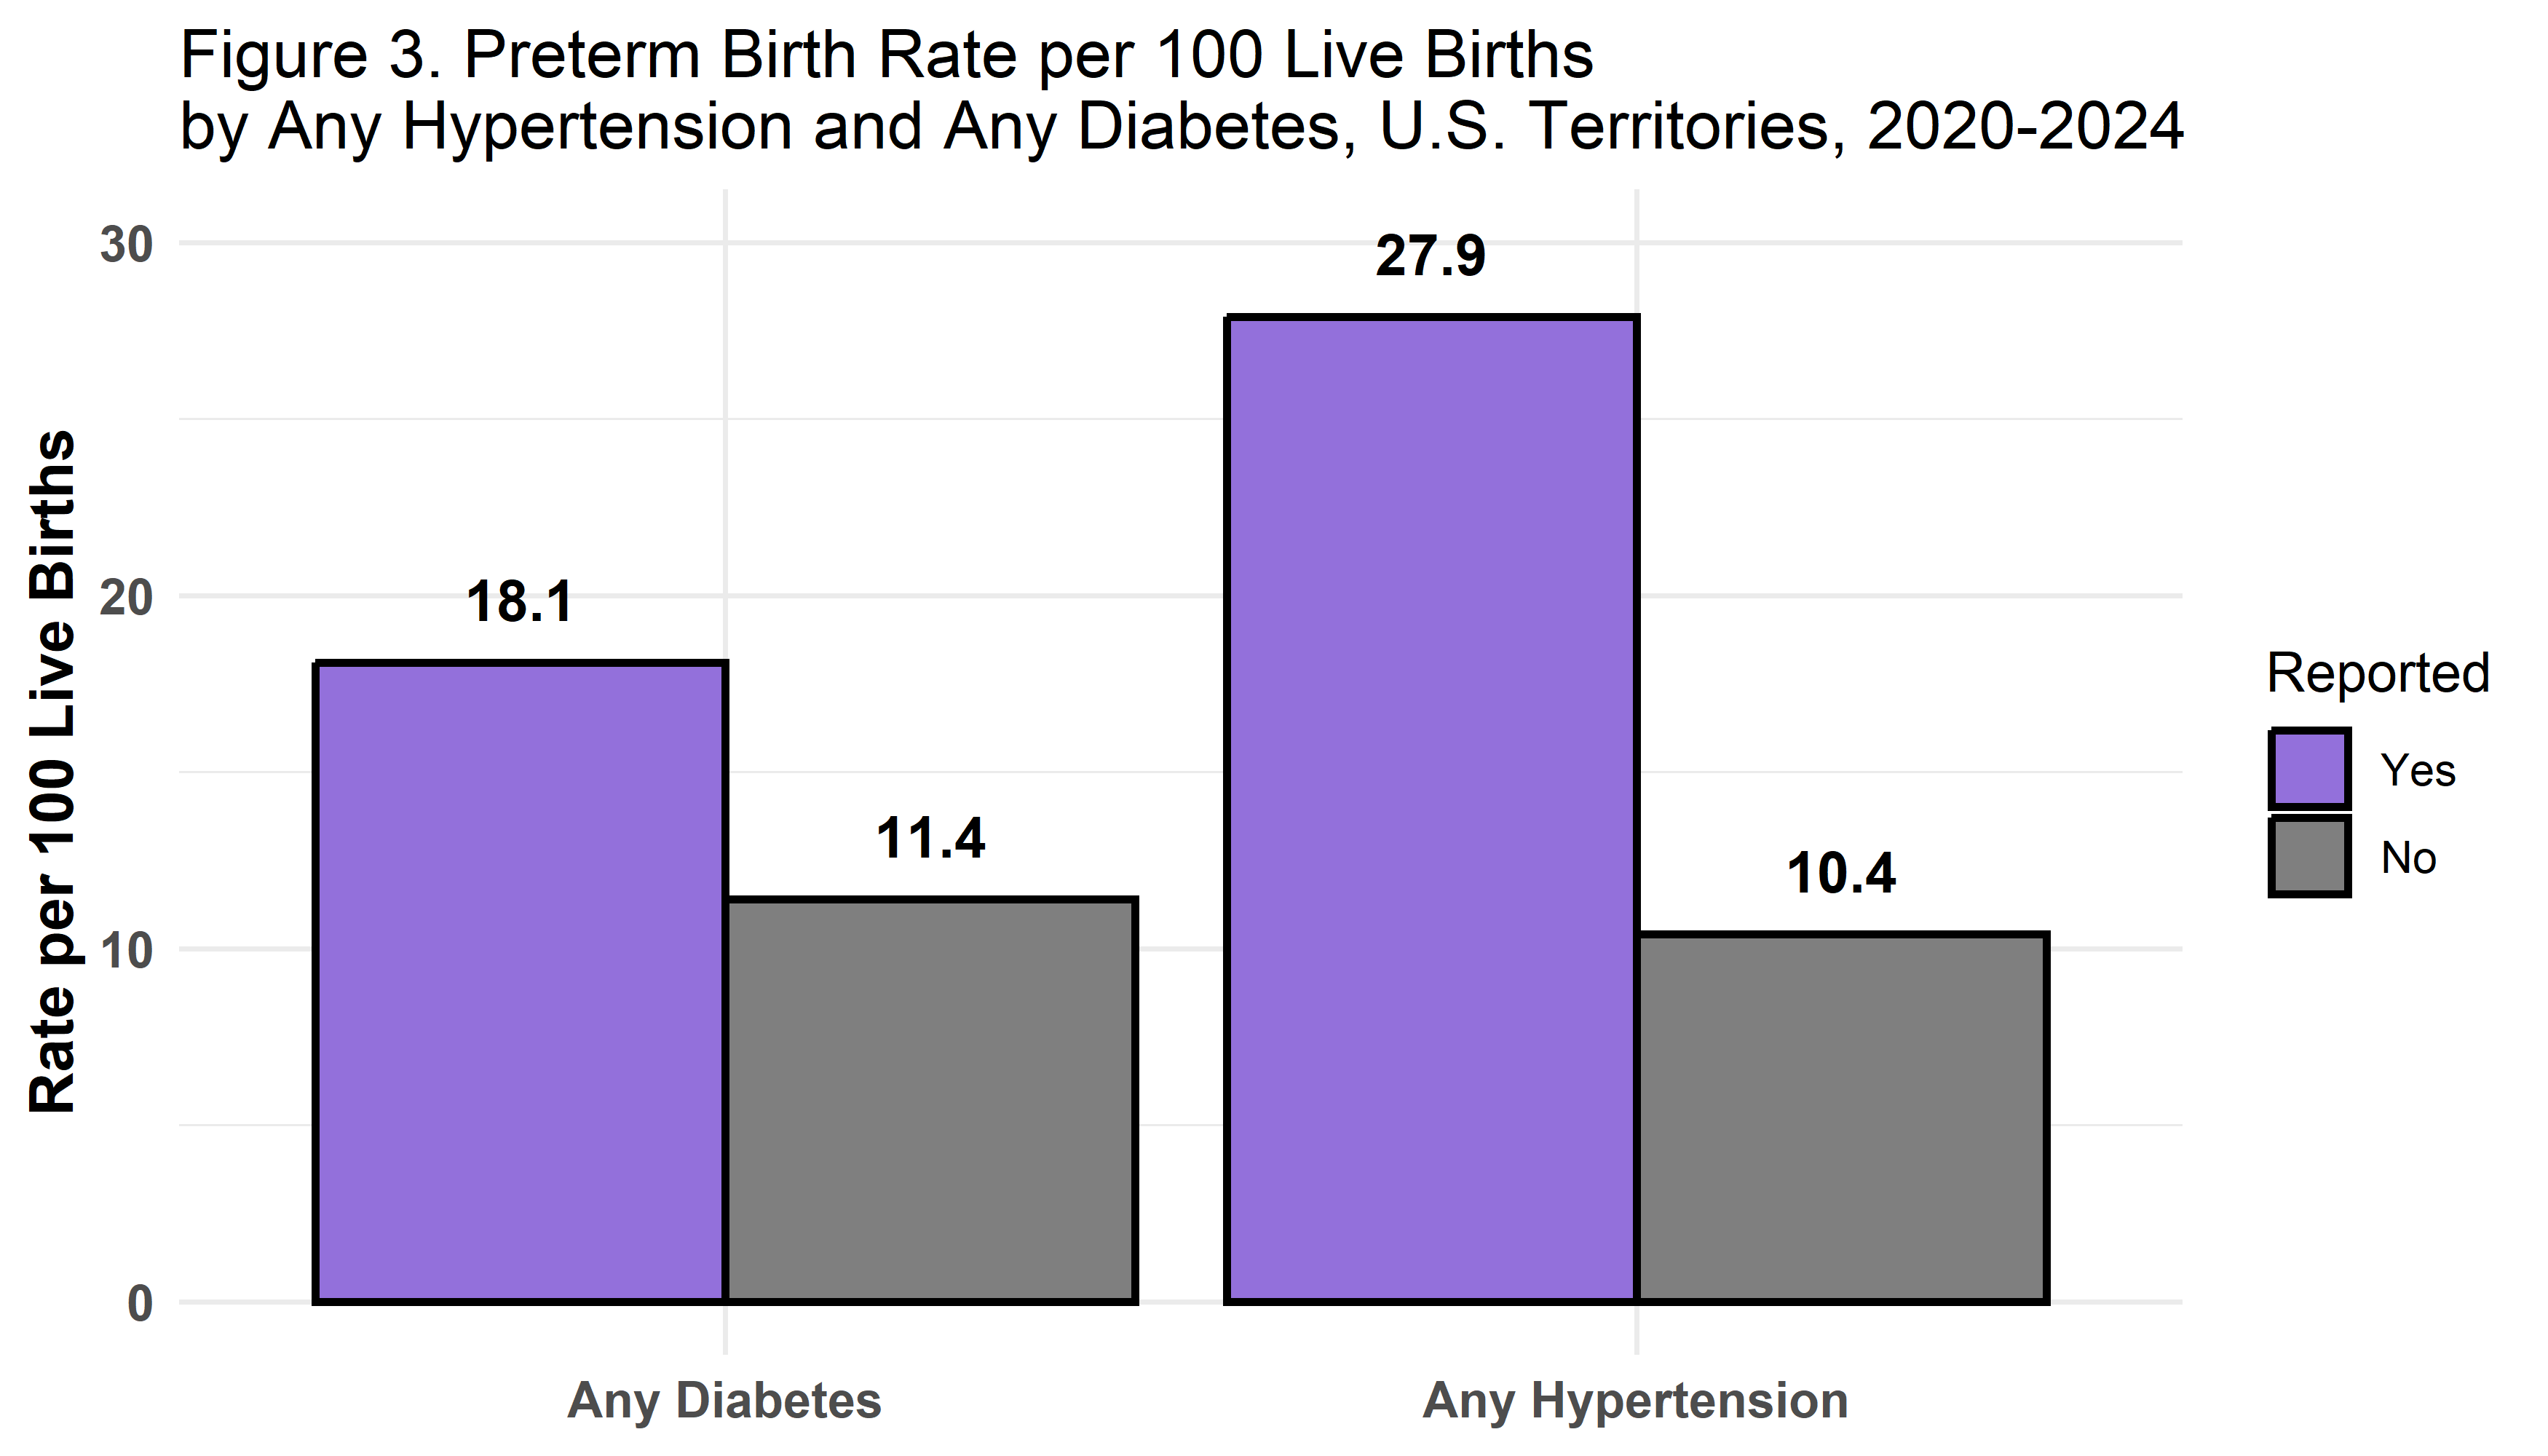 Figure 3. Preterm Birth Rate per 100 Live Births
by Any Hypertension and Any Diabetes, U.S. Territories, 2020-2024
Rate per 100 Live Births
30
20
10
0
18.1
11.4
27.9
10.4
Any Diabetes
Any Hypertension
Reported
Yes
No